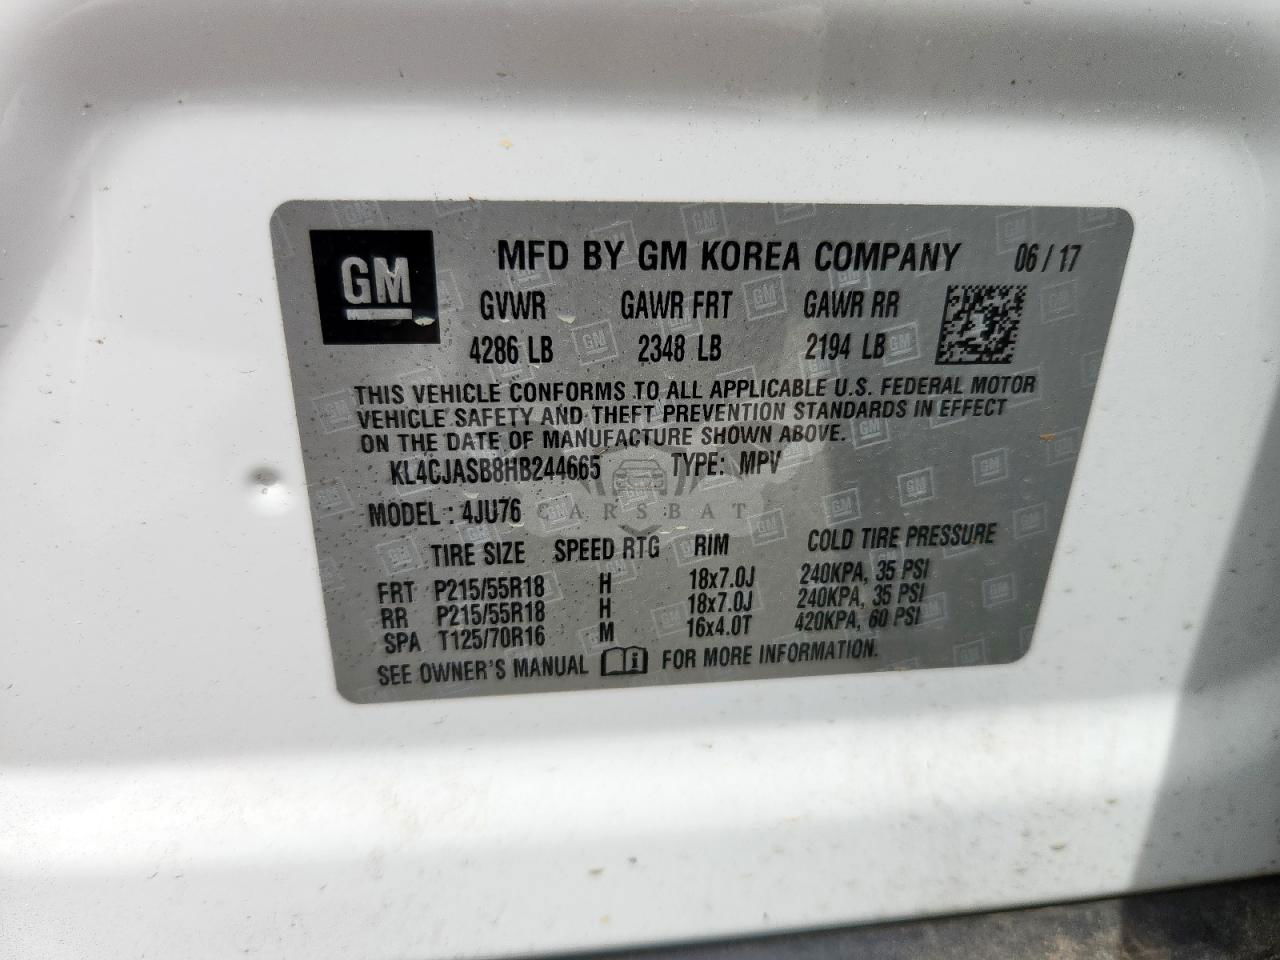 GM
MFD BY GM KOREA COMPANY 06/17
GVWR GAWR FRT GAWR RR
4286 LB 2348 LB 2194 LB
THIS VEHICLE CONFORMS TO ALL APPLICABLE U.S. FEDERAL MOTOR
VEHICLE SAFETY AND THEFT PREVENTION STANDARDS IN EFFECT
ON THE DATE OF MANUFACTURE SHOWN ABOVE.
KL4CJASB8HB244665 TYPE: MPV
MODEL: 4JU76
CARSBAT
TIRE SIZE SPEED RTG RIM COLD TIRE PRESSURE
FRT P215/55R18 H 18x7.0J 240KPA, 35 PSI
RR P215/55R18 H 18x7.0J 240KPA, 35 PSI
SPA T125/70R16 M 16x4.0T 420KPA, 60 PSI
SEE OWNER'S MANUAL FOR MORE INFORMATION.